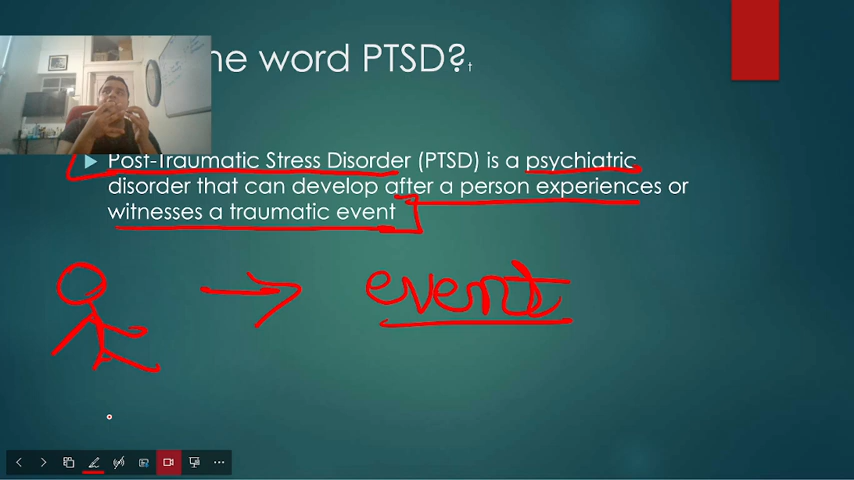 he word PTSD?
Post-Traumatic Stress Disorder (PTSD) is a psychiatric
disorder that can develop after a person experiences or
witnesses a traumatic event
event